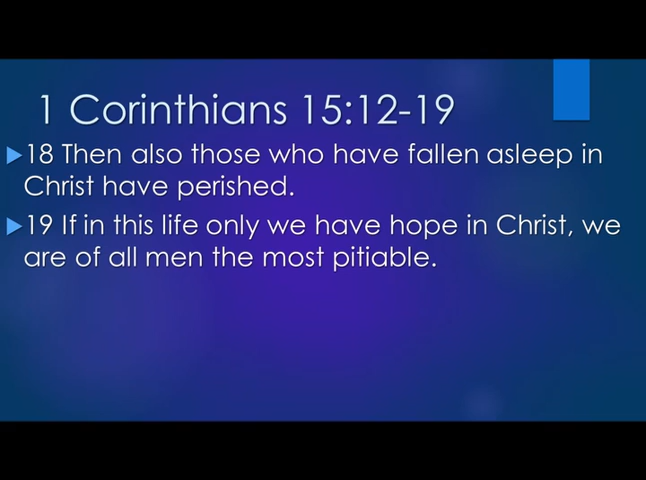 1 Corinthians 15:12-19
18 Then also those who have fallen asleep in
Christ have perished.
19 If in this life only we have hope in Christ, we
are of all men the most pitiable.